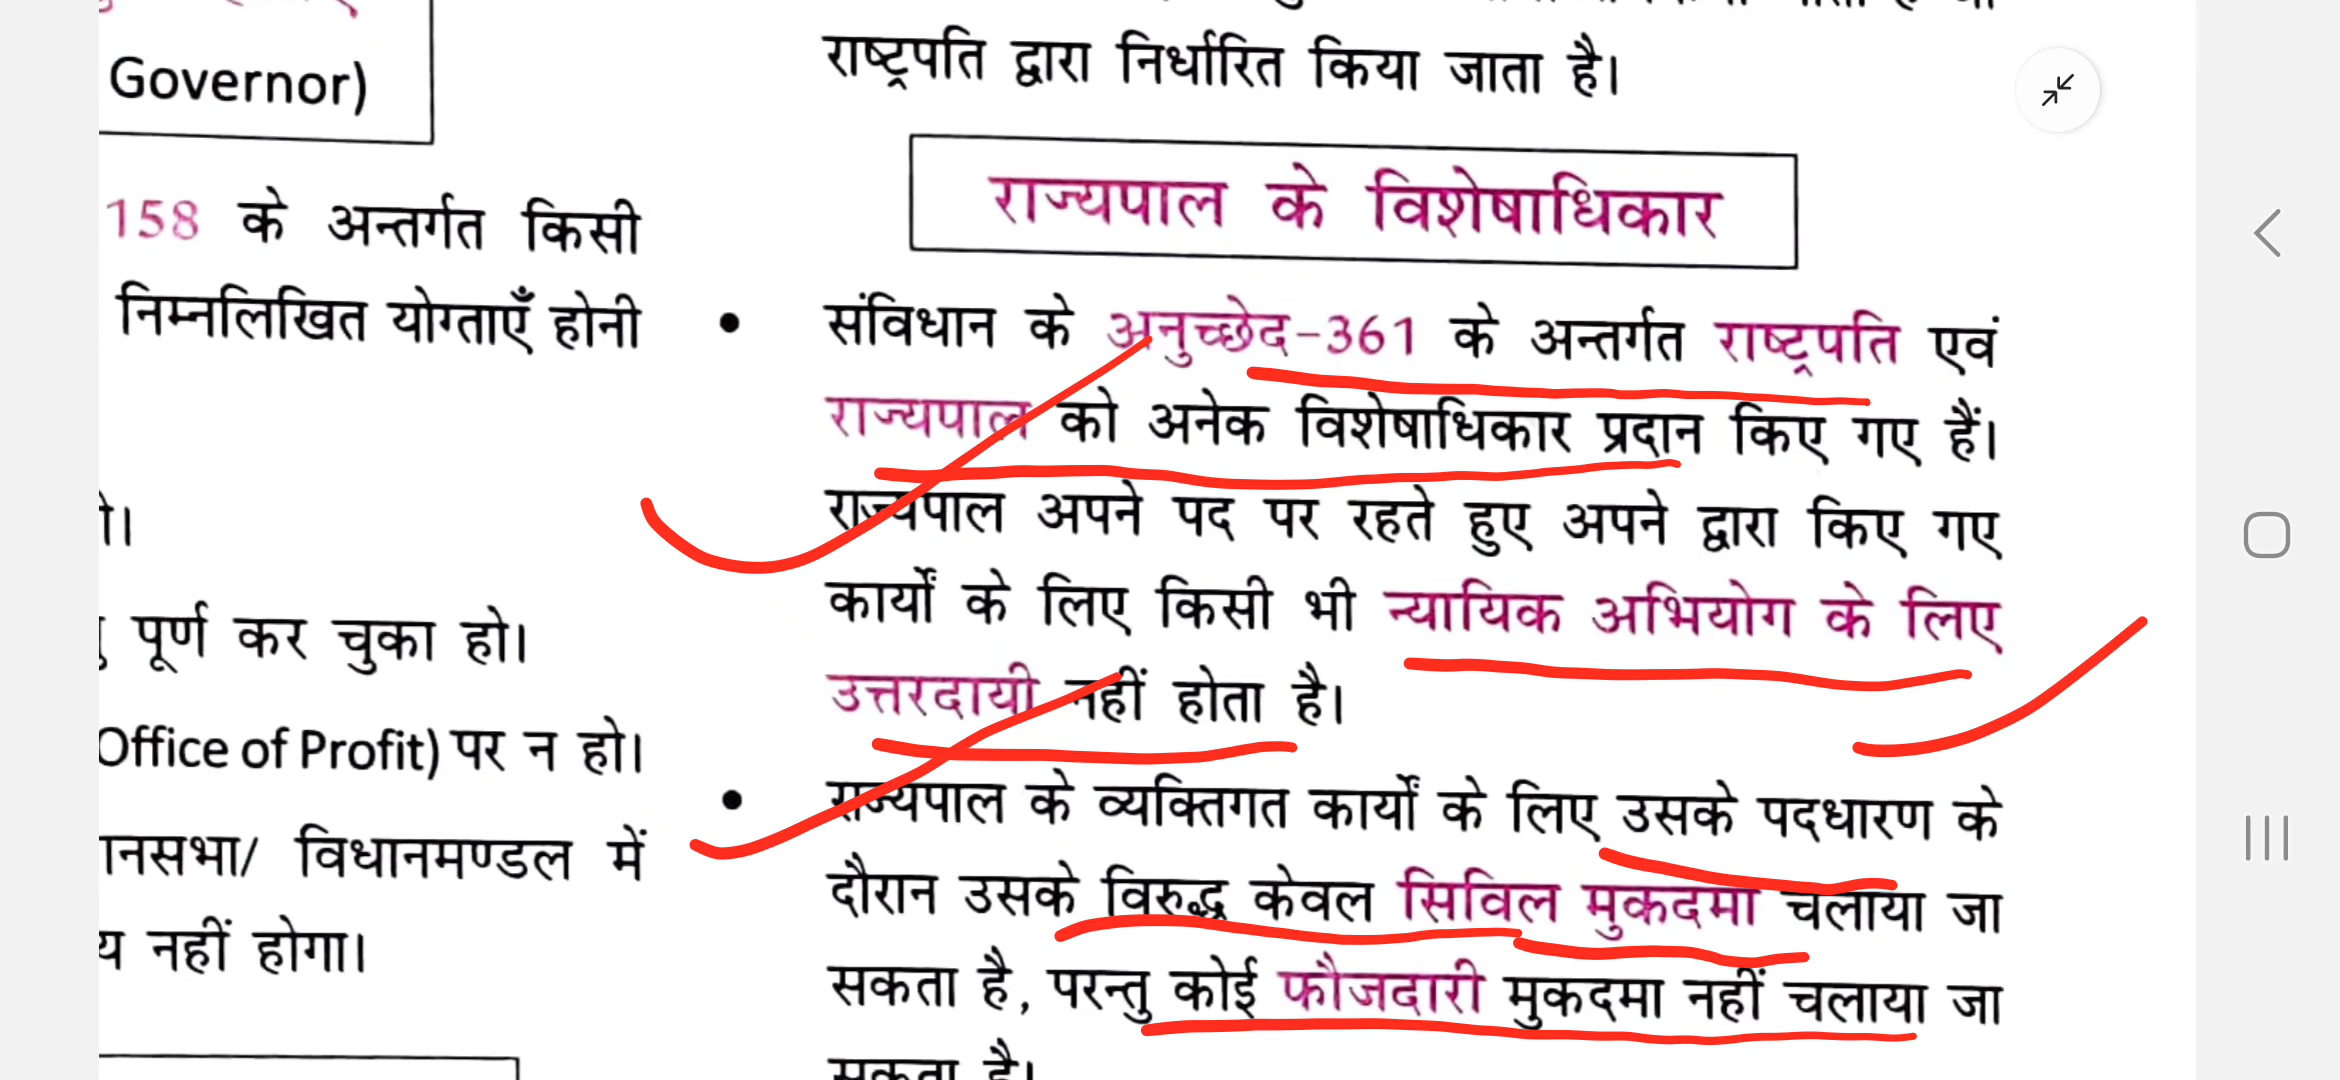 Governor)
158 के अन्तर्गत किसी
निम्नलिखित योग्ताएँ होनी
पूर्ण कर चुका हो।
Office of Profit) पर न हो।
विधानमण्डल में
नहीं होगा।
राष्ट्रपति द्वारा निर्धारित किया जाता है।
राज्यपाल के विशेषाधिकार
• संविधान के अनुच्छेद-361 के अन्तर्गत राष्ट्रपति एवं
राज्यपाल को अनेक विशेषाधिकार प्रदान किए गए हैं।
राज्यपाल अपने पद पर रहते हुए अपने द्वारा किए गए
कार्यों के लिए किसी भी न्यायिक अभियोग के लिए
उत्तरदायी नहीं होता है।
• राज्यपाल के व्यक्तिगत कार्यों के लिए उसके पदधारण के
दौरान उसके विरुद्ध केवल सिविल मुकदमा चलाया जा
सकता है, परन्तु कोई फौजदारी मुकदमा नहीं चलाया जा
सकता है।